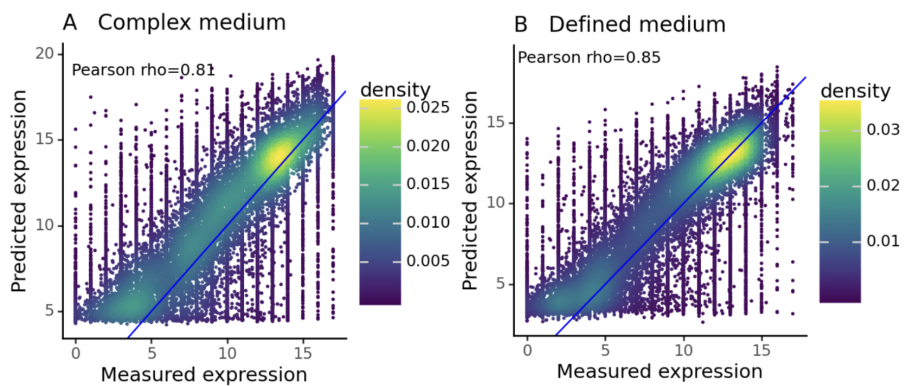 A Complex medium
Pearson rho=0.81
Predicted expression
20
15
10
5
0 5 10 15
Measured expression
density
0.025
0.020
0.015
0.010
0.005
B Defined medium
Pearson rho=0.85
Predicted expression
15
10
5
0 5 10 15
Measured expression
density
0.03
0.02
0.01